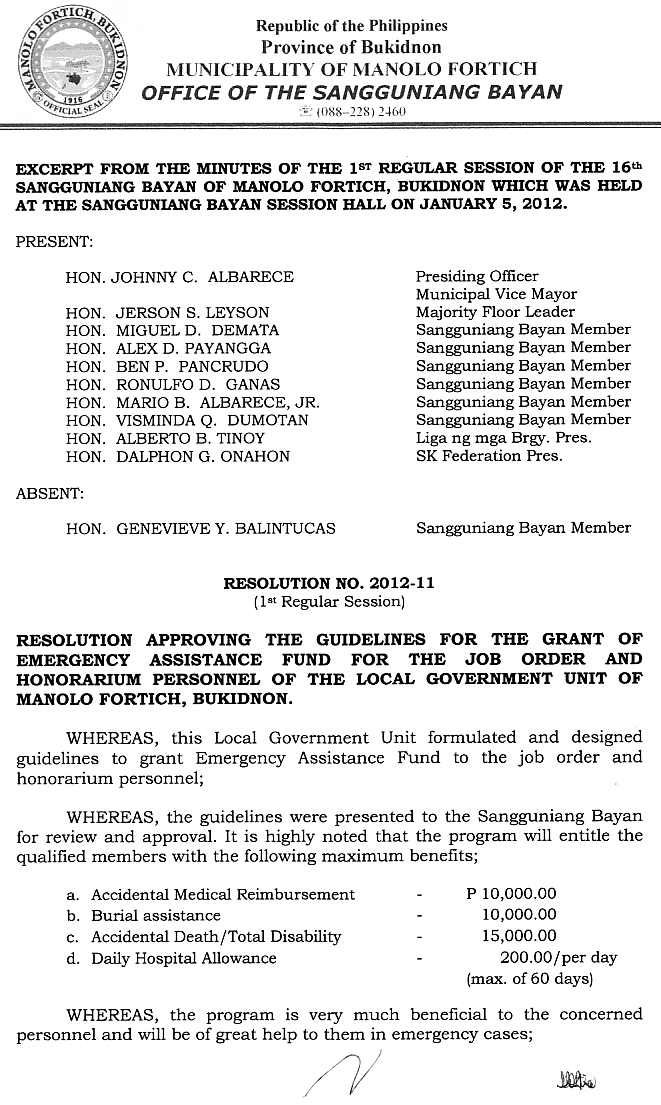 MANOLO FORTICH, BUKIDNON
1916
OFFICIAL SEAL
Republic of the Philippines
Province of Bukidnon
MUNICIPALITY OF MANOLO FORTICH
OFFICE OF THE SANGGUNIANG BAYAN
☏ (088–228) 2460
EXCERPT FROM THE MINUTES OF THE 1ST REGULAR SESSION OF THE 16th
SANGGUNIANG BAYAN OF MANOLO FORTICH, BUKIDNON WHICH WAS HELD
AT THE SANGGUNIANG BAYAN SESSION HALL ON JANUARY 5, 2012.
PRESENT:
HON. JOHNNY C. ALBARECE Presiding Officer
Municipal Vice Mayor
HON. JERSON S. LEYSON Majority Floor Leader
HON. MIGUEL D. DEMATA Sangguniang Bayan Member
HON. ALEX D. PAYANGGA Sangguniang Bayan Member
HON. BEN P. PANCRUDO Sangguniang Bayan Member
HON. RONULFO D. GANAS Sangguniang Bayan Member
HON. MARIO B. ALBARECE, JR. Sangguniang Bayan Member
HON. VISMINDA Q. DUMOTAN Sangguniang Bayan Member
HON. ALBERTO B. TINOY Liga ng mga Brgy. Pres.
HON. DALPHON G. ONAHON SK Federation Pres.
ABSENT:
HON. GENEVIEVE Y. BALINTUCAS Sangguniang Bayan Member
RESOLUTION NO. 2012-11
(1st Regular Session)
RESOLUTION APPROVING THE GUIDELINES FOR THE GRANT OF
EMERGENCY ASSISTANCE FUND FOR THE JOB ORDER AND
HONORARIUM PERSONNEL OF THE LOCAL GOVERNMENT UNIT OF
MANOLO FORTICH, BUKIDNON.
WHEREAS, this Local Government Unit formulated and designed
guidelines to grant Emergency Assistance Fund to the job order and
honorarium personnel;
WHEREAS, the guidelines were presented to the Sangguniang Bayan
for review and approval. It is highly noted that the program will entitle the
qualified members with the following maximum benefits;
a. Accidental Medical Reimbursement - P 10,000.00
b. Burial assistance - 10,000.00
c. Accidental Death/Total Disability - 15,000.00
d. Daily Hospital Allowance - 200.00/per day
(max. of 60 days)
WHEREAS, the program is very much beneficial to the concerned
personnel and will be of great help to them in emergency cases;